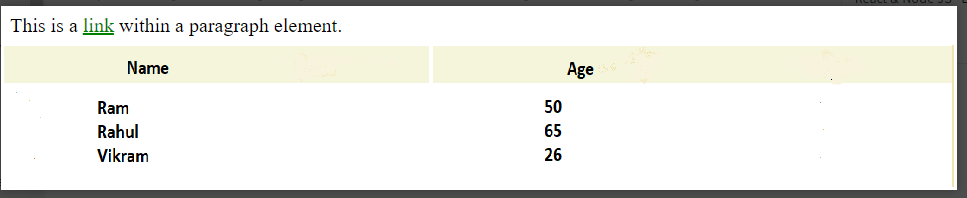 This is a link within a paragraph element.
Name Age
Ram 50
Rahul 65
Vikram 26